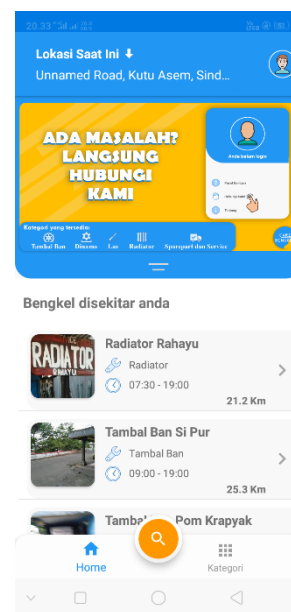 20.33
Lokasi Saat Ini
Unnamed Road, Kutu Asem, Sind...
ADA MASALAH?
LANGSUNG
HUBUNGI
KAMI
Anda belum login
Kategori yang tersedia:
Tambal Ban Dinamo Las Radiator Sparepart dan Service
Bengkel disekitar anda
RADIATOR
Radiator Rahayu
Radiator
07:30 - 19:00
21.2 Km
Tambal Ban Si Pur
Tambal Ban
09:00 - 19:00
25.3 Km
Pom Krapyak
Home
Kategori